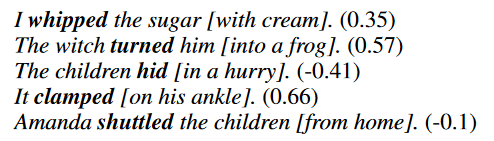 I whipped the sugar [with cream]. (0.35)
The witch turned him [into a frog]. (0.57)
The children hid [in a hurry]. (-0.41)
It clamped [on his ankle]. (0.66)
Amanda shuttled the children [from home]. (-0.1)